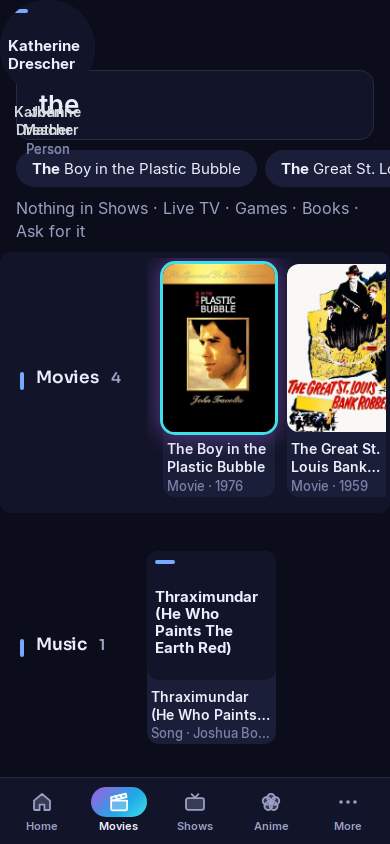 Katherine
Drescher
the
Person
The Boy in the Plastic Bubble
The Great St. Lo
Nothing in Shows · Live TV · Games · Books ·
Ask for it
PLASTIC
BUBBLE
John Travolta
THE GREAT ST. LOUIS
BANK ROBBE
Movies 4
The Boy in the
Plastic Bubble
Movie · 1976
The Great St.
Louis Bank...
Movie · 1959
Thraximundar
(He Who
Paints The
Earth Red)
Music 1
Thraximundar
(He Who Paints...
Song · Joshua Bo...
Home
Movies
Shows
Anime
More